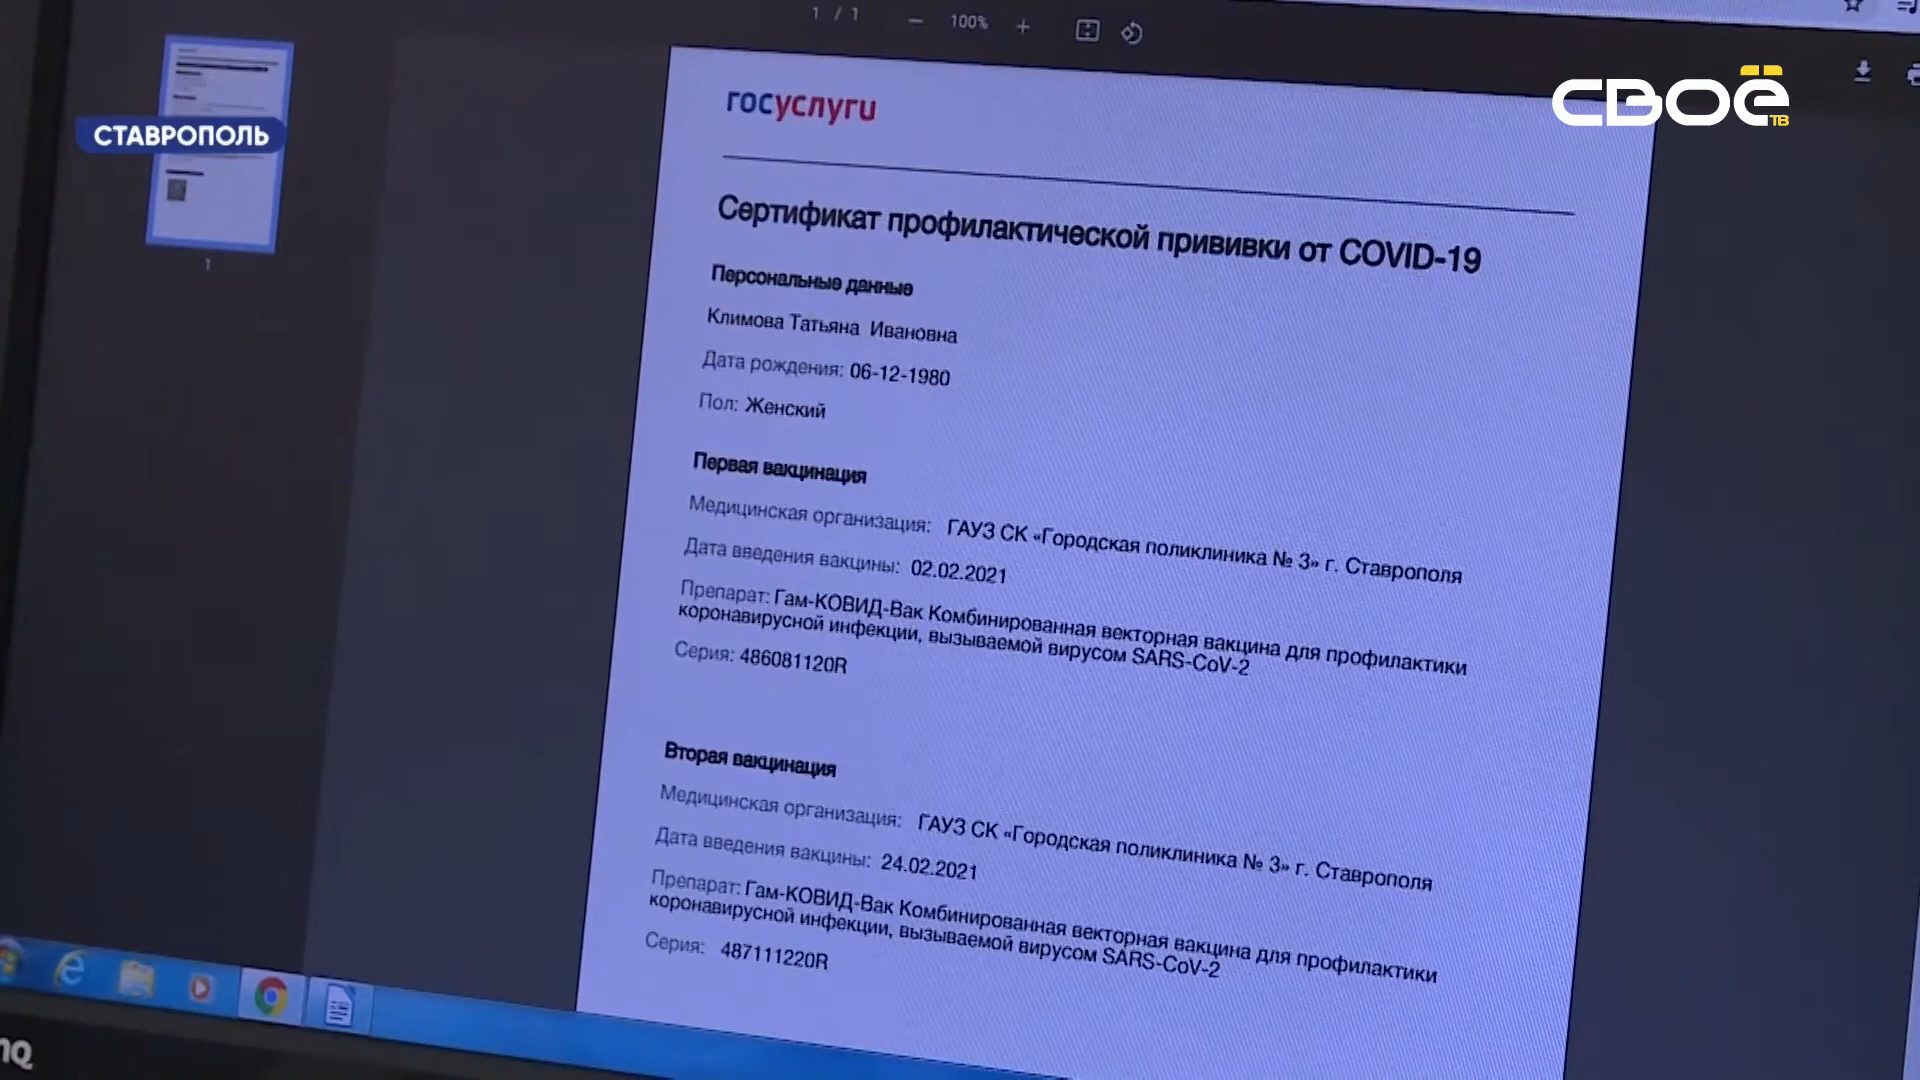 1 / 1
100%
СВОЁ
ТВ
СТАВРОПОЛЬ
1
госуслуги
Сертификат профилактической прививки от COVID-19
Персональные данные
Климова Татьяна Ивановна
Дата рождения: 06-12-1980
Пол: Женский
Первая вакцинация
Медицинская организация: ГАУЗ СК «Городская поликлиника № 3» г. Ставрополя
Дата введения вакцины: 02.02.2021
Препарат: Гам-КОВИД-Вак Комбинированная векторная вакцина для профилактики
коронавирусной инфекции, вызываемой вирусом SARS-CoV-2
Серия: 486081120R
Вторая вакцинация
Медицинская организация: ГАУЗ СК «Городская поликлиника № 3» г. Ставрополя
Дата введения вакцины: 24.02.2021
Препарат: Гам-КОВИД-Вак Комбинированная векторная вакцина для профилактики
коронавирусной инфекции, вызываемой вирусом SARS-CoV-2
Серия: 487111220R